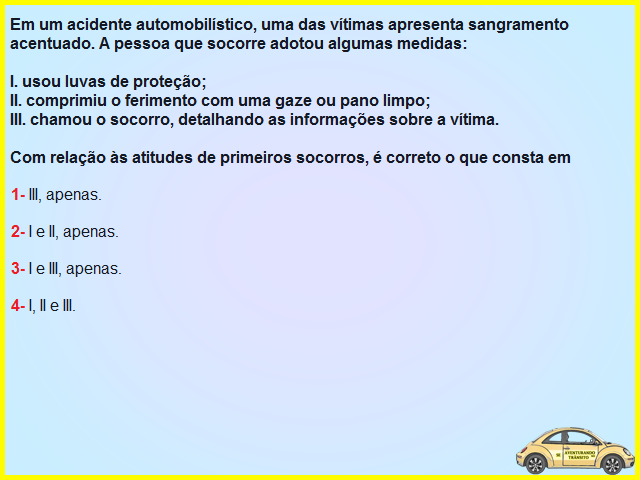 Em um acidente automobilístico, uma das vítimas apresenta sangramento
acentuado. A pessoa que socorre adotou algumas medidas:
I. usou luvas de proteção;
II. comprimiu o ferimento com uma gaze ou pano limpo;
III. chamou o socorro, detalhando as informações sobre a vítima.
Com relação às atitudes de primeiros socorros, é correto o que consta em
1- III, apenas.
2- I e II, apenas.
3- I e III, apenas.
4- I, II e III.
AVENTURANDO
TRÂNSITO